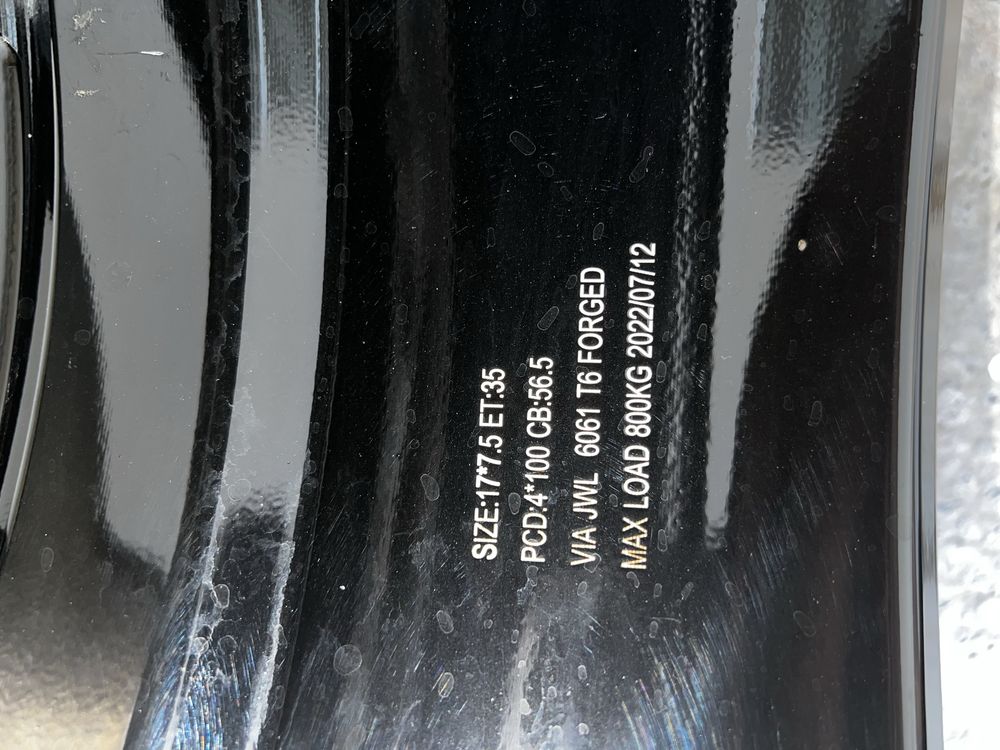 SIZE:17*7.5 ET:35
PCD:4*100 CB:56.5
VIA JWL 6061 T6 FORGED
MAX LOAD 800KG 2022/07/12